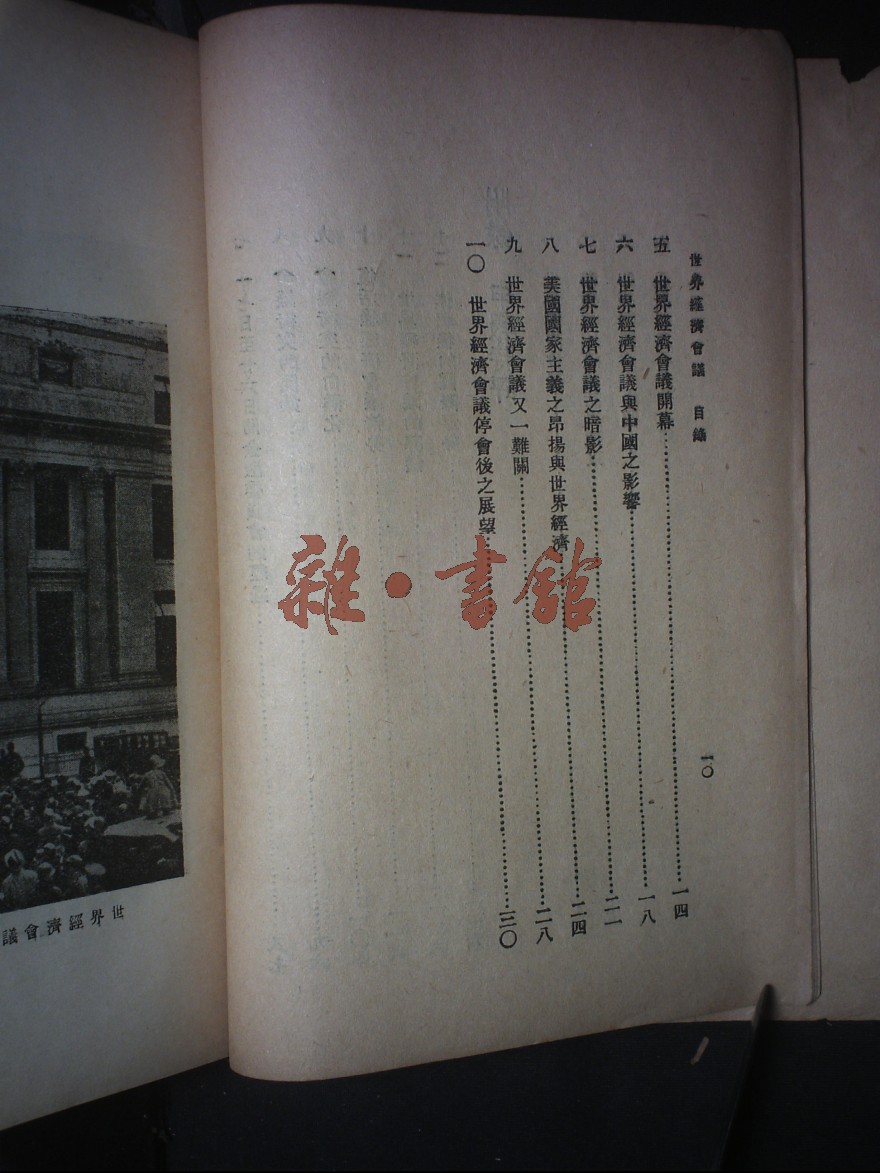 世界經濟會議 目錄
一〇
五 世界經濟會議開幕……一四
六 世界經濟會議與中國之影響……一八
七 世界經濟會議之暗影……二一
八 美國國家主義之昂揚與世界經濟……二四
九 世界經濟會議又一難關……二八
一〇 世界經濟會議停會後之展望……三〇
世界經濟會議
雜·書館